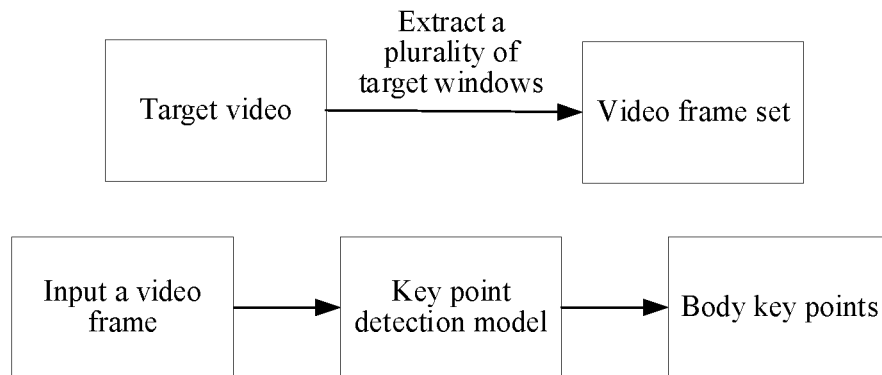 Extract a
plurality of
target windows
Target video
Video frame set
Input a video
frame
Key point
detection model
Body key points